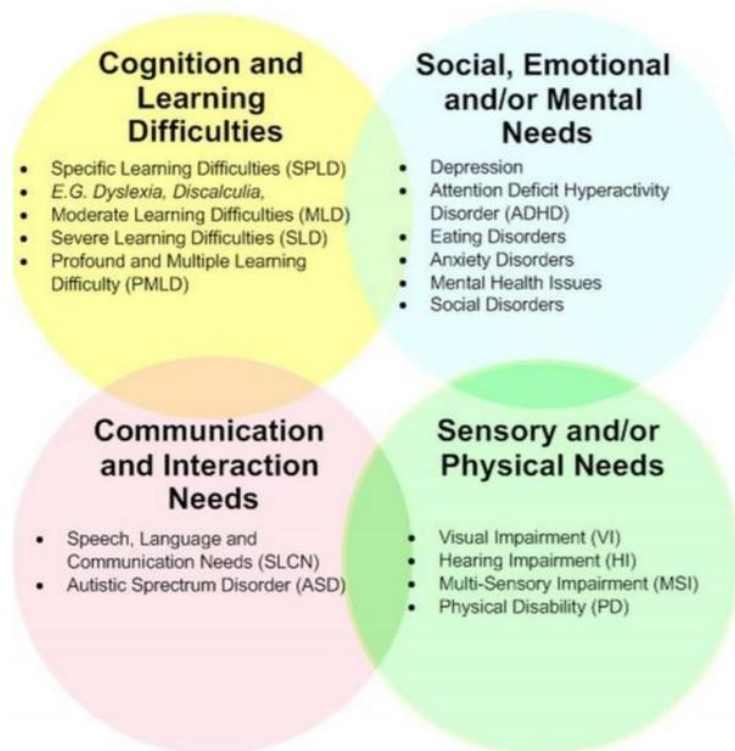 Cognition and
Learning
Difficulties
• Specific Learning Difficulties (SPLD)
• E.G. Dyslexia, Discalculia,
• Moderate Learning Difficulties (MLD)
• Severe Learning Difficulties (SLD)
• Profound and Multiple Learning
Difficulty (PMLD)
Social, Emotional
and/or Mental
Needs
• Depression
• Attention Deficit Hyperactivity
Disorder (ADHD)
• Eating Disorders
• Anxiety Disorders
• Mental Health Issues
• Social Disorders
Communication
and Interaction
Needs
• Speech, Language and
Communication Needs (SLCN)
• Autistic Sprectrum Disorder (ASD)
Sensory and/or
Physical Needs
• Visual Impairment (VI)
• Hearing Impairment (HI)
• Multi-Sensory Impairment (MSI)
• Physical Disability (PD)